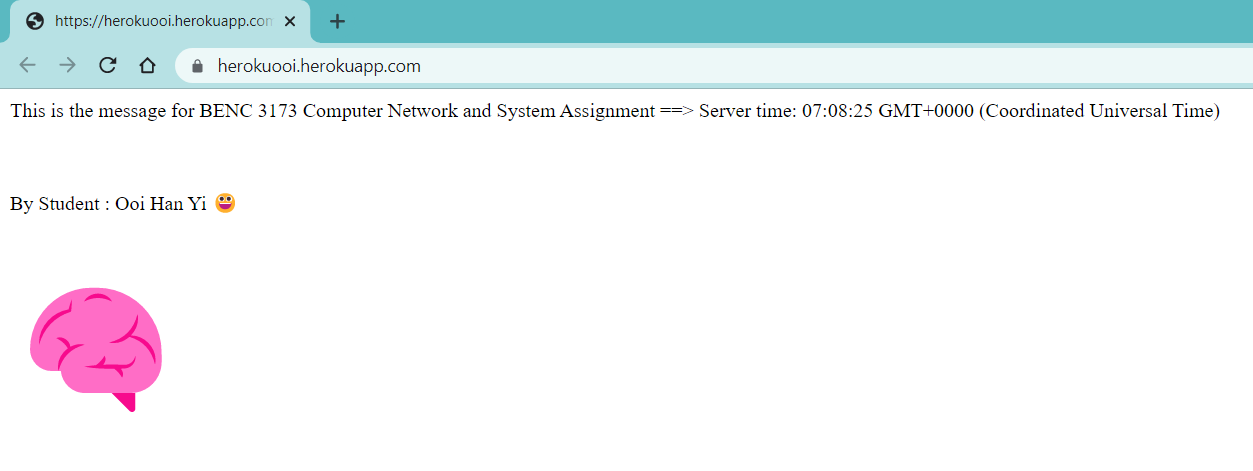 https://herokuooi.herokuapp.com
herokuooi.herokuapp.com
This is the message for BENC 3173 Computer Network and System Assignment ==> Server time: 07:08:25 GMT+0000 (Coordinated Universal Time)
By Student : Ooi Han Yi 😀